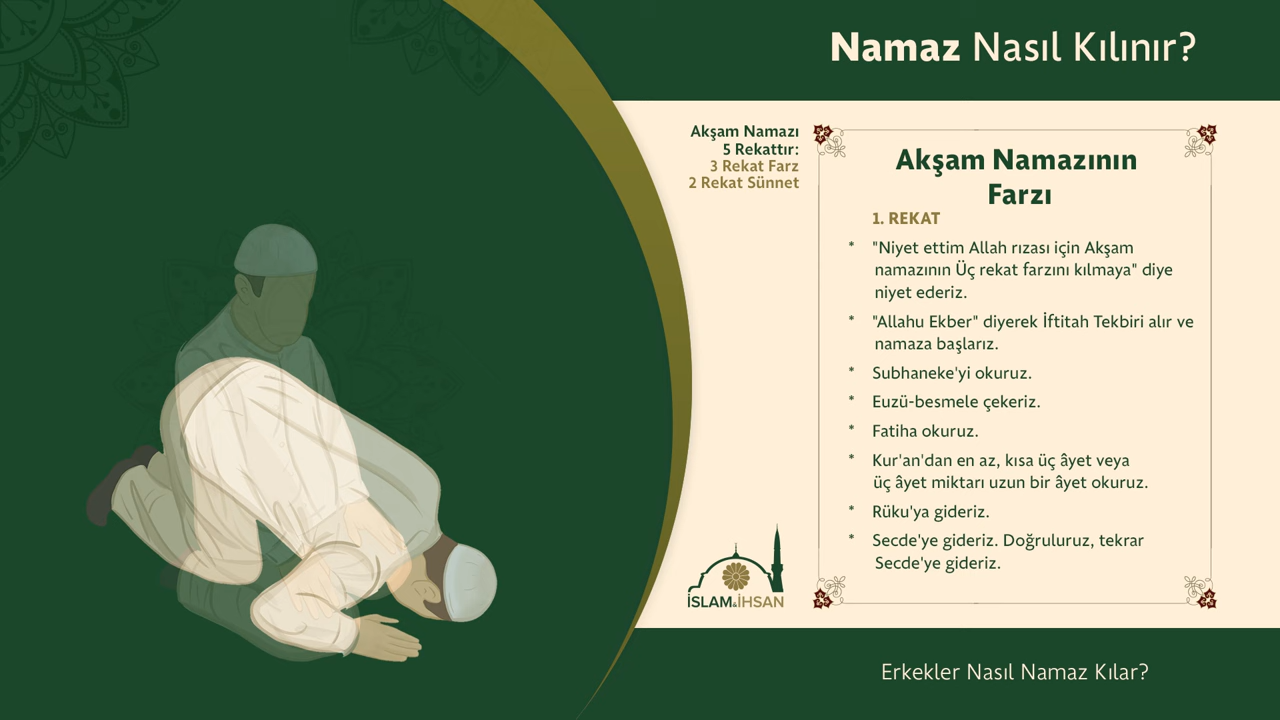 Namaz Nasıl Kılınır?
Akşam Namazı
5 Rekattır:
3 Rekat Farz
2 Rekat Sünnet
Akşam Namazının
Farzı
1. REKAT
* "Niyet ettim Allah rızası için Akşam
namazının Üç rekat farzını kılmaya" diye
niyet ederiz.
* "Allahu Ekber" diyerek İftitah Tekbiri alır ve
namaza başlarız.
* Subhaneke'yi okuruz.
* Euzü-besmele çekeriz.
* Fatiha okuruz.
* Kur'an'dan en az, kısa üç âyet veya
üç âyet miktarı uzun bir âyet okuruz.
* Rüku'ya gideriz.
* Secde'ye gideriz. Doğruluruz, tekrar
Secde'ye gideriz.
İSLAM&İHSAN
Erkekler Nasıl Namaz Kılar?